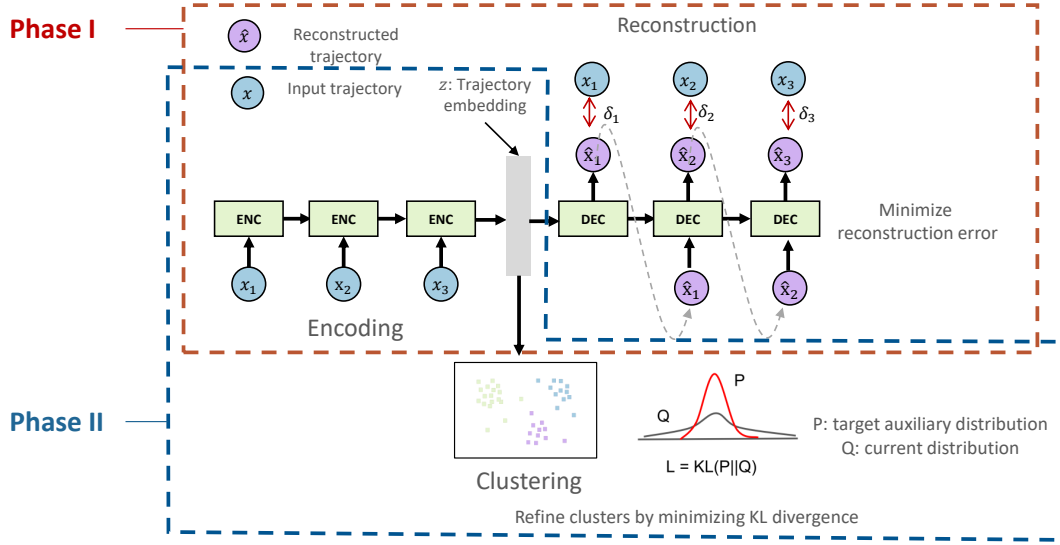 Phase I
x̂
Reconstructed
trajectory
Reconstruction
x
Input trajectory
z: Trajectory
embedding
x₁
x₂
x₃
δ₁
δ₂
δ₃
x̂₁
x̂₂
x̂₃
ENC
ENC
ENC
DEC
DEC
DEC
Minimize
reconstruction error
x₁
x₂
x₃
x̂₁
x̂₂
Encoding
Phase II
P
Q
P: target auxiliary distribution
Q: current distribution
L = KL(P||Q)
Clustering
Refine clusters by minimizing KL divergence